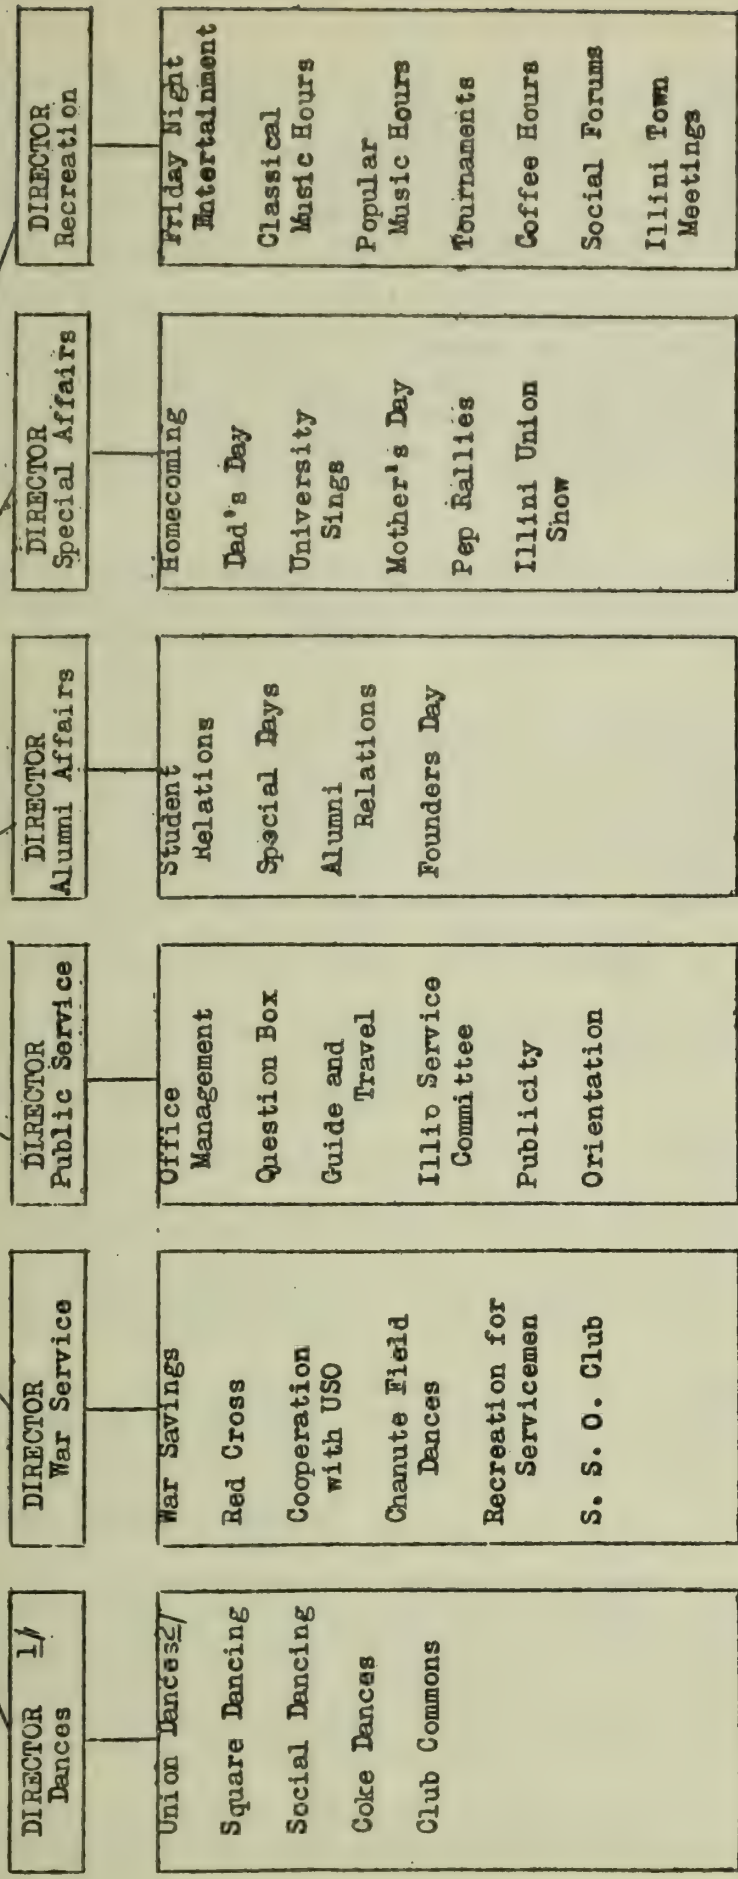 DIRECTOR 1/
Dances
Union Dances2/
Square Dancing
Social Dancing
Coke Dances
Club Commons
DIRECTOR
War Service
War Savings
Red Cross
Cooperation
with USO
Chanute Field
Dances
Recreation for
Servicemen
S. S. O. Club
DIRECTOR
Public Service
Office
Management
Question Box
Guide and
Travel
Illio Service
Committee
Publicity
Orientation
DIRECTOR
Alumni Affairs
Student
Relations
Special Days
Alumni
Relations
Founders Day
DIRECTOR
Special Affairs
Homecoming
Dad's Day
University
Sings
Mother's Day
Pep Rallies
Illini Union
Show
DIRECTOR
Recreation
Friday Night
Entertainment
Classical
Music Hours
Popular
Music Hours
Tournaments
Coffee Hours
Social Forums
Illini Town
Meetings